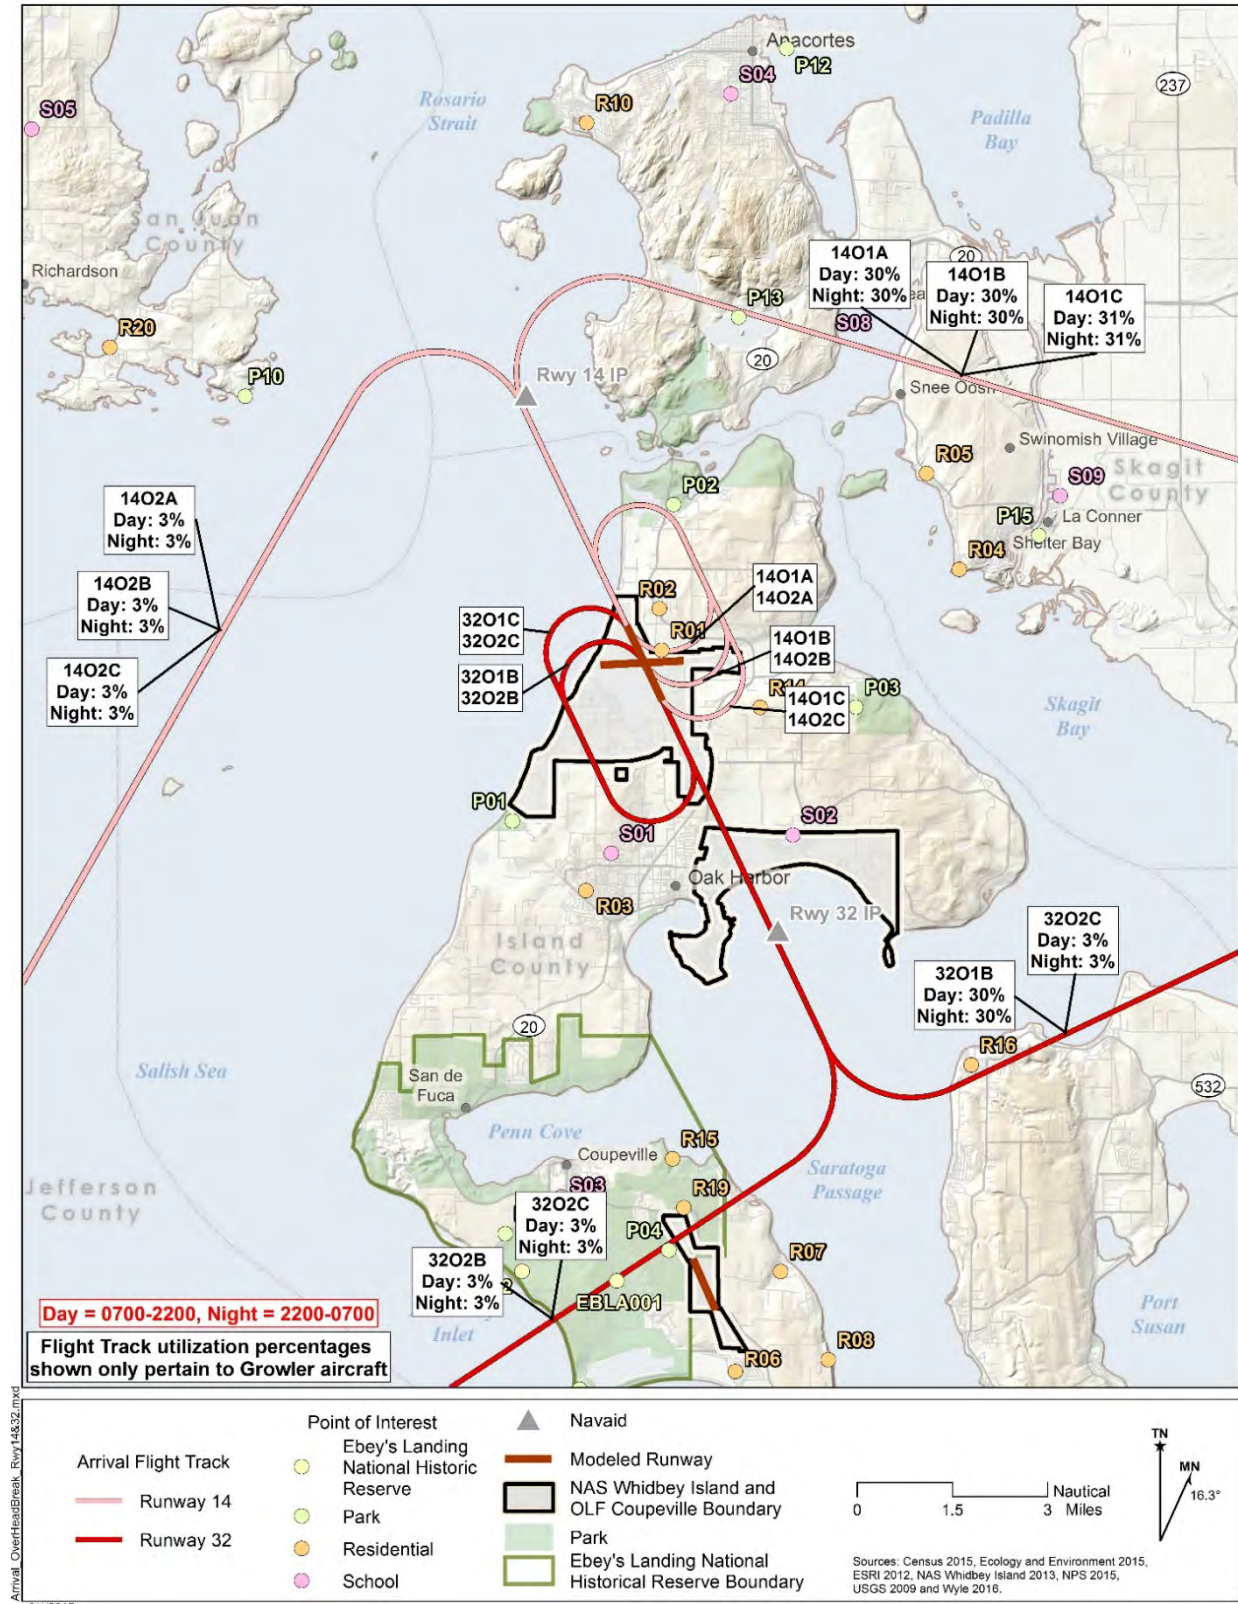 Anacortes
P12
S04
237
S05
Rosario
Strait
R10
Padilla
Bay
San Juan
County
Richardson
R20
P10
P13
20
14O1A
Day: 30%
Night: 30%
20
14O1B
Day: 30%
Night: 30%
14O1C
Day: 31%
Night: 31%
S08
Rwy 14 IP
Snee Oosh
Swinomish Village
R05
Skagit
County
S09
P15
La Conner
Shelter Bay
R04
P02
14O2A
Day: 3%
Night: 3%
14O2B
Day: 3%
Night: 3%
14O2C
Day: 3%
Night: 3%
R02
R01
14O1A
14O2A
32O1C
32O2C
14O1B
14O2B
32O1B
32O2B
R14
14O1C
14O2C
P03
Skagit
Bay
P01
S01
S02
Oak Harbor
R03
Rwy 32 IP
Island
County
32O2C
Day: 3%
Night: 3%
32O1B
Day: 30%
Night: 30%
20
R16
532
Salish Sea
San de
Fuca
Penn Cove
Coupeville
R15
Saratoga
Passage
Jefferson
County
S03
R19
32O2C
Day: 3%
Night: 3%
P04
32O2B
Day: 3%
Night: 3%
R07
EBLA001
Inlet
Port
Susan
R08
R06
Day = 0700-2200, Night = 2200-0700
Flight Track utilization percentages
shown only pertain to Growler aircraft
Arrival_OverHeadBreak_Rwy14&32.mxd
Arrival Flight Track
Runway 14
Runway 32
Point of Interest
Ebey's Landing
National Historic
Reserve
Park
Residential
School
Navaid
Modeled Runway
NAS Whidbey Island and
OLF Coupeville Boundary
Park
Ebey's Landing National
Historical Reserve Boundary
0 1.5 3 Nautical
Miles
TN
MN
16.3°
Sources: Census 2015, Ecology and Environment 2015,
ESRI 2012, NAS Whidbey Island 2013, NPS 2015,
USGS 2009 and Wyle 2016.